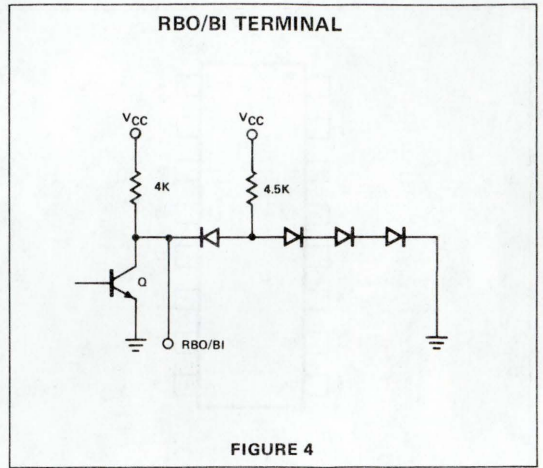 RBO/BI TERMINAL
VCC
VCC
4K
4.5K
Q
RBO/BI
FIGURE 4